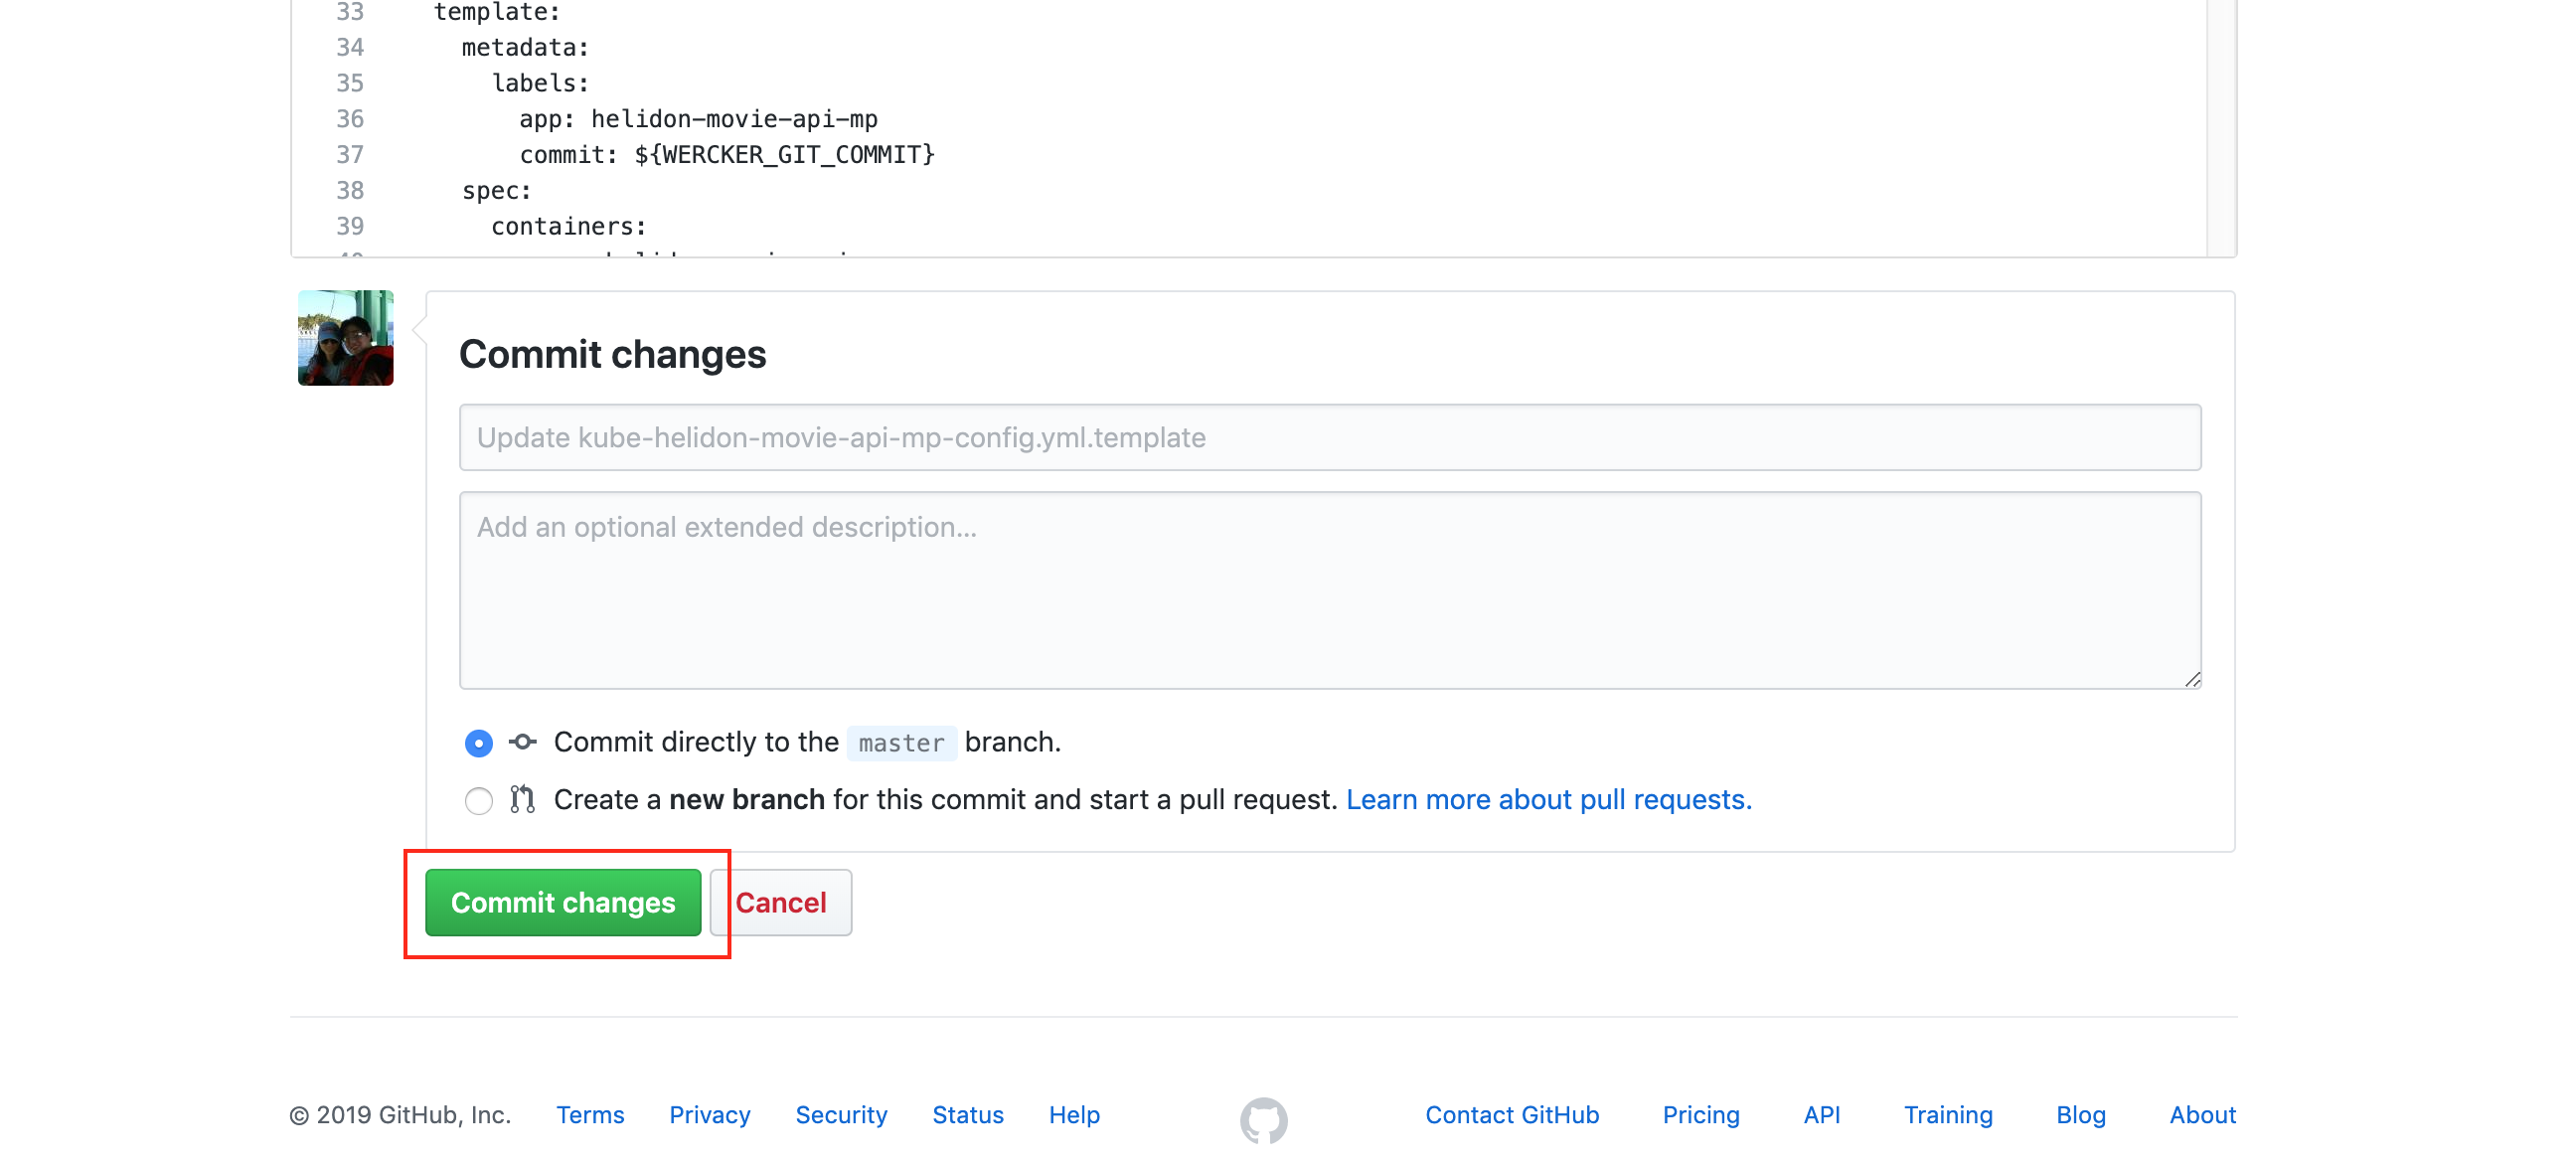 33 template:
34 metadata:
35 labels:
36 app: helidon-movie-api-mp
37 commit: ${WERCKER_GIT_COMMIT}
38 spec:
39 containers:
Commit changes
Update kube-helidon-movie-api-mp-config.yml.template
Add an optional extended description...
Commit directly to the master branch.
Create a new branch for this commit and start a pull request. Learn more about pull requests.
Commit changes Cancel
© 2019 GitHub, Inc. Terms Privacy Security Status Help Contact GitHub Pricing API Training Blog About